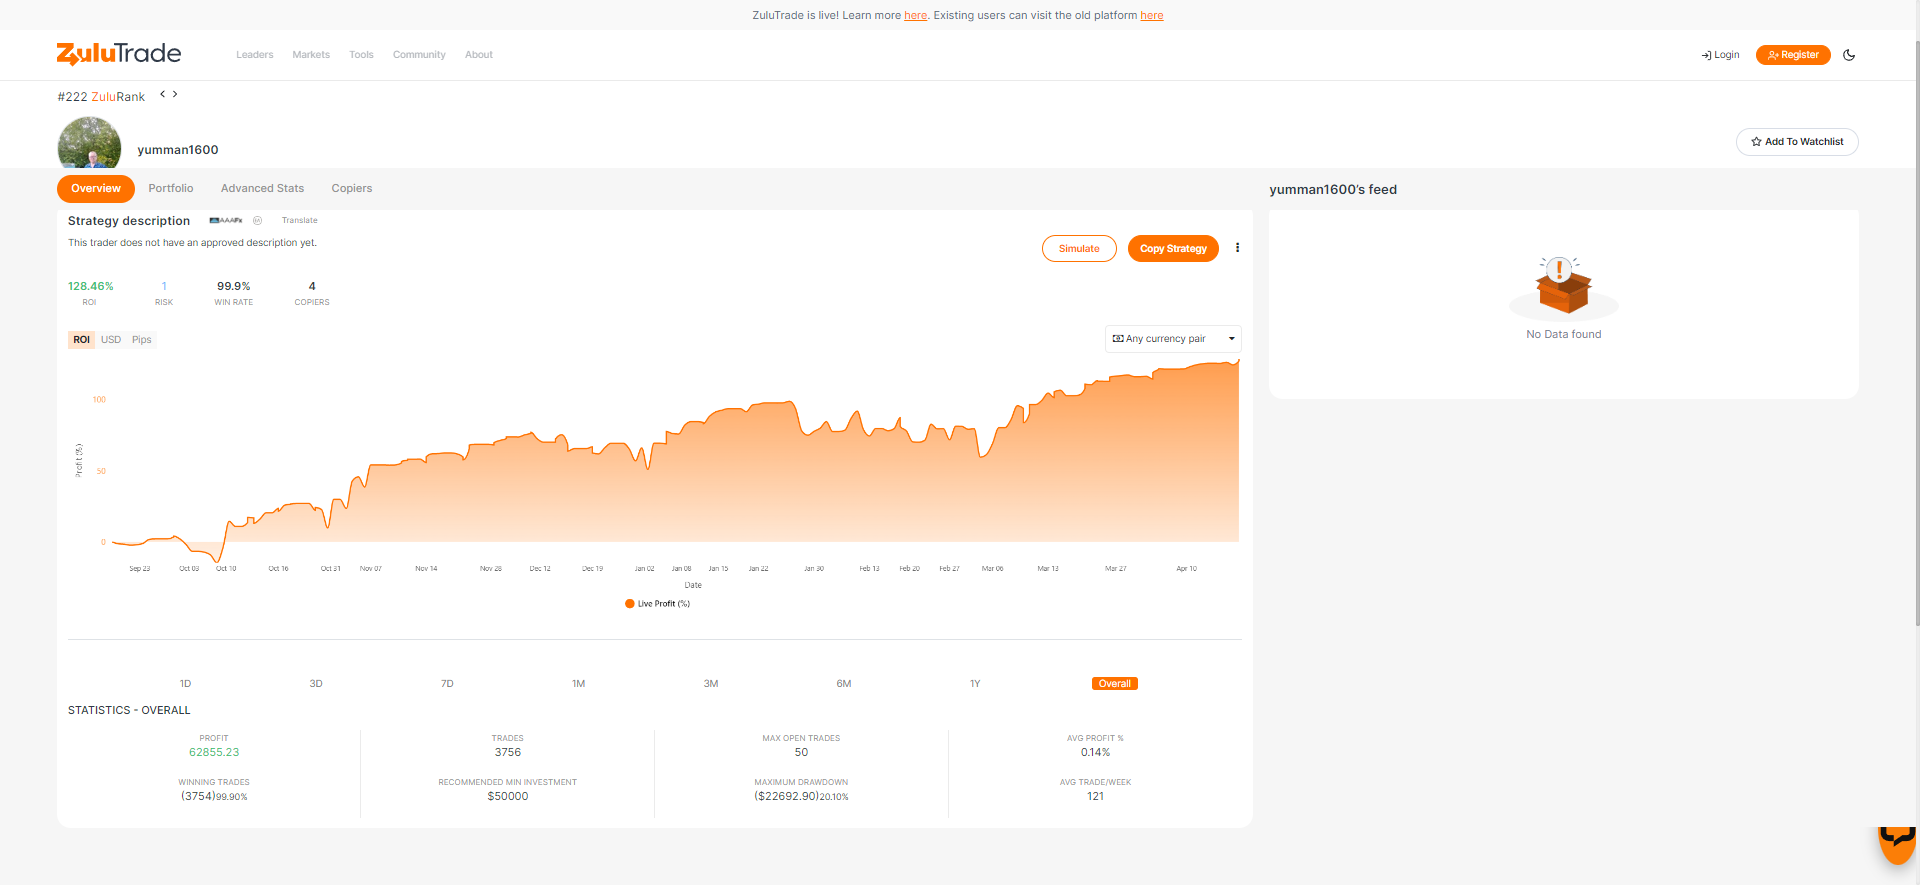 ZuluTrade is live! Learn more here. Existing users can visit the old platform here
ZuluTrade
Leaders Markets Tools Community About
Login
Register
#222 ZuluRank
yumman1600
Add To Watchlist
Overview Portfolio Advanced Stats Copiers
yumman1600's feed
Strategy description AAAFx Translate
This trader does not have an approved description yet.
Simulate
Copy Strategy
128.46% 1 99.9% 4
ROI RISK WIN RATE COPIERS
No Data found
ROI USD Pips
Any currency pair
100
50
0
Profit (%)
Sep 23 Oct 03 Oct 10 Oct 16 Oct 31 Nov 07 Nov 14 Nov 28 Dec 12 Dec 19 Jan 02 Jan 08 Jan 15 Jan 22 Jan 30 Feb 13 Feb 20 Feb 27 Mar 06 Mar 13 Mar 27 Apr 10
Date
Live Profit (%)
1D 3D 7D 1M 3M 6M 1Y Overall
STATISTICS - OVERALL
PROFIT TRADES MAX OPEN TRADES AVG PROFIT %
62855.23 3756 50 0.14%
WINNING TRADES RECOMMENDED MIN INVESTMENT MAXIMUM DRAWDOWN AVG TRADE/WEEK
(3754)99.90% $50000 ($22692.90)20.10% 121